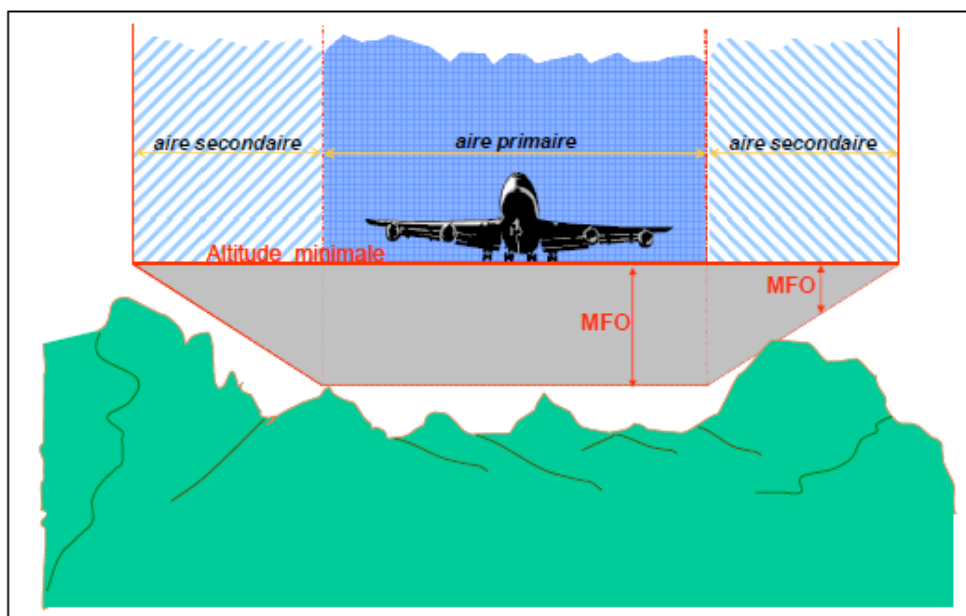 aire secondaire
aire primaire
aire secondaire
Altitude minimale
MFO
MFO